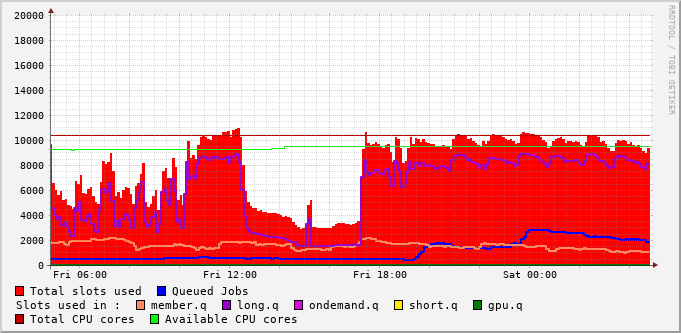 20000
18000
16000
14000
12000
10000
8000
6000
4000
2000
0
Fri 06:00 Fri 12:00 Fri 18:00 Sat 00:00
RRDTOOL / TOBI OETIKER
Total slots used Queued Jobs
Slots used in : member.q long.q ondemand.q short.q gpu.q
Total CPU cores Available CPU cores